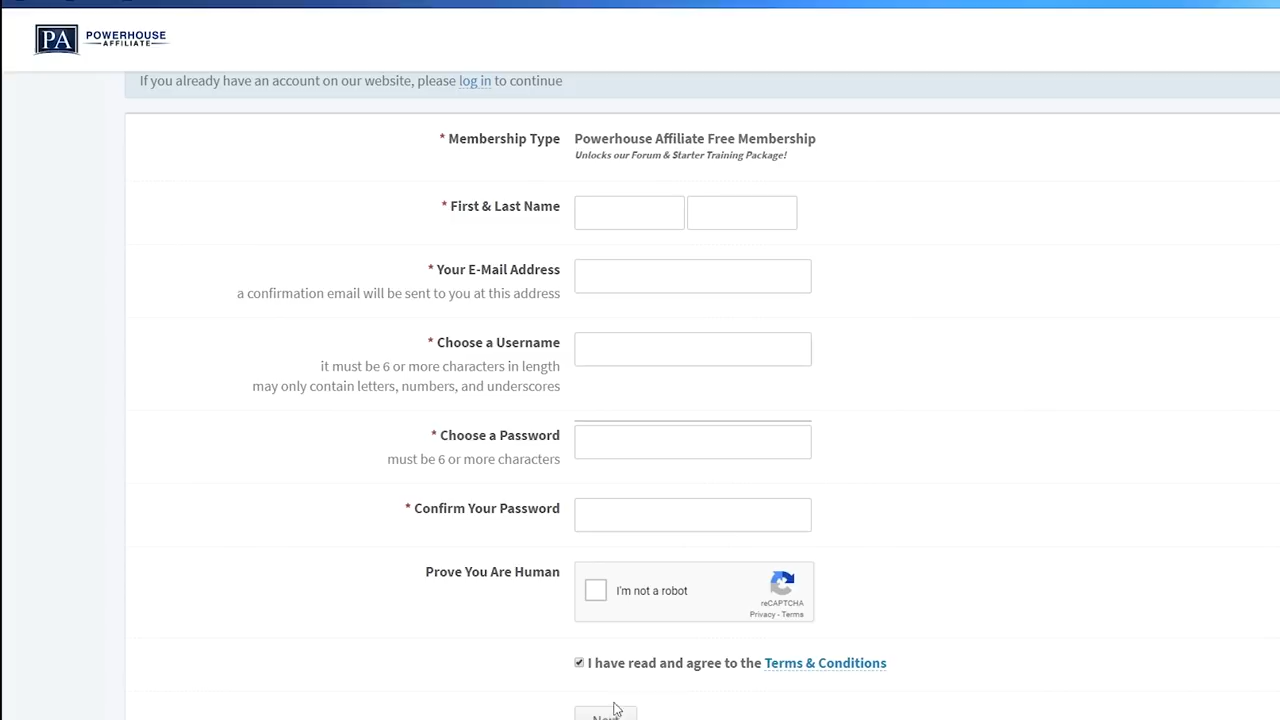 PA POWERHOUSE
AFFILIATE
If you already have an account on our website, please log in to continue
* Membership Type
Powerhouse Affiliate Free Membership
Unlocks our Forum & Starter Training Package!
* First & Last Name
* Your E-Mail Address
a confirmation email will be sent to you at this address
* Choose a Username
it must be 6 or more characters in length
may only contain letters, numbers, and underscores
* Choose a Password
must be 6 or more characters
* Confirm Your Password
Prove You Are Human
I'm not a robot
reCAPTCHA
Privacy - Terms
I have read and agree to the Terms & Conditions